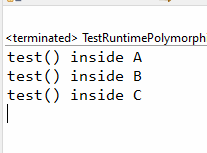 <terminated> TestRuntimePolymorph
test() inside A
test() inside B
test() inside C